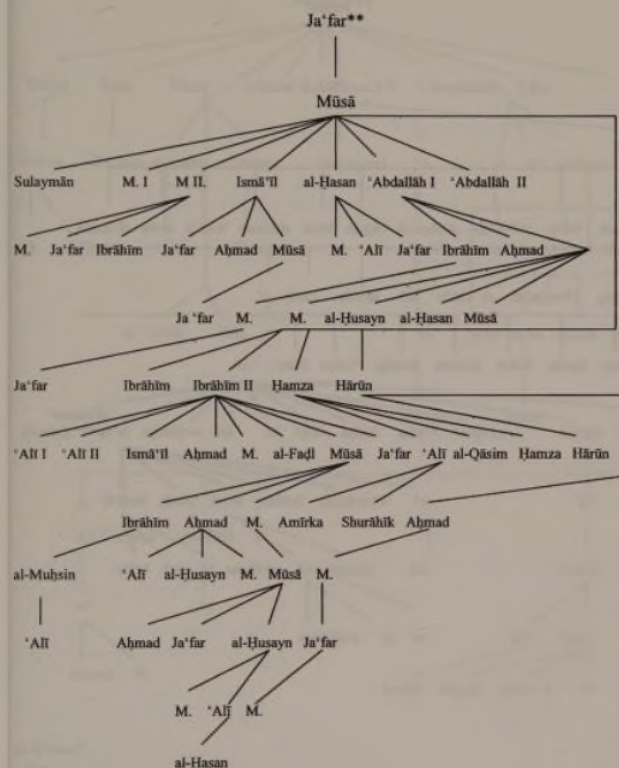 Ja‘far**
Mūsā
Sulaymān M. I M II. Ismā‘īl al-Ḥasan ‘Abdallāh I ‘Abdallāh II
M. Ja‘far Ibrāhīm Ja‘far Aḥmad Mūsā M. ‘Alī Ja‘far Ibrāhīm Aḥmad
Ja‘far M. M. al-Ḥusayn al-Ḥasan Mūsā
Ja‘far Ibrāhīm Ibrāhīm II Ḥamza Hārūn
‘Alī I ‘Alī II Ismā‘īl Aḥmad M. al-Faḍl Mūsā Ja‘far ‘Alī al-Qāsim Ḥamza Hārūn
Ibrāhīm Aḥmad M. Amīrka Shurāhīk Aḥmad
al-Muḥsin ‘Alī al-Ḥusayn M. Mūsā M.
‘Alī Aḥmad Ja‘far al-Ḥusayn Ja‘far
M. ‘Alī M.
al-Ḥasan